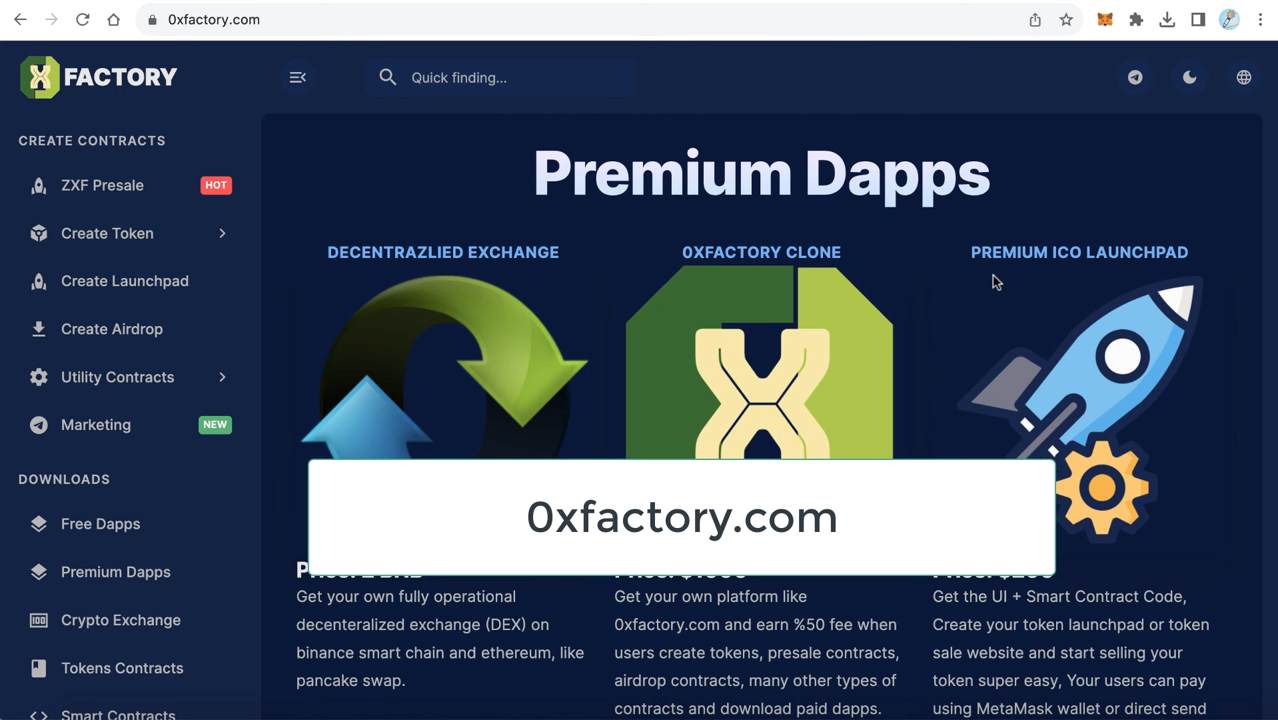 0xfactory.com
FACTORY
Quick finding...
CREATE CONTRACTS
ZXF Presale HOT
Create Token
Create Launchpad
Create Airdrop
Utility Contracts
Marketing NEW
DOWNLOADS
Free Dapps
Premium Dapps
Crypto Exchange
Tokens Contracts
Smart Contracts
Premium Dapps
DECENTRAZLIED EXCHANGE
Get your own fully operational
decenteralized exchange (DEX) on
binance smart chain and ethereum, like
pancake swap.
0XFACTORY CLONE
Get your own platform like
0xfactory.com and earn %50 fee when
users create tokens, presale contracts,
airdrop contracts, many other types of
contracts and download paid dapps.
PREMIUM ICO LAUNCHPAD
Get the UI + Smart Contract Code,
Create your token launchpad or token
sale website and start selling your
token super easy, Your users can pay
using MetaMask wallet or direct send
0xfactory.com